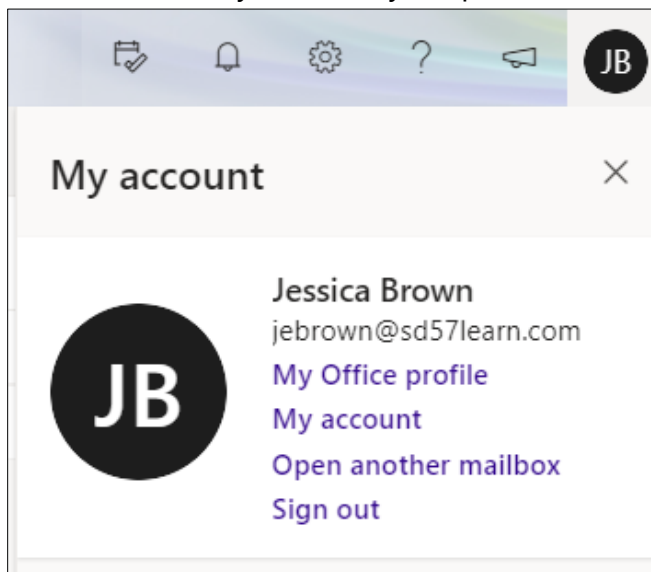 JB
My account
Jessica Brown
jebrown@sd57learn.com
JB
My Office profile
My account
Open another mailbox
Sign out